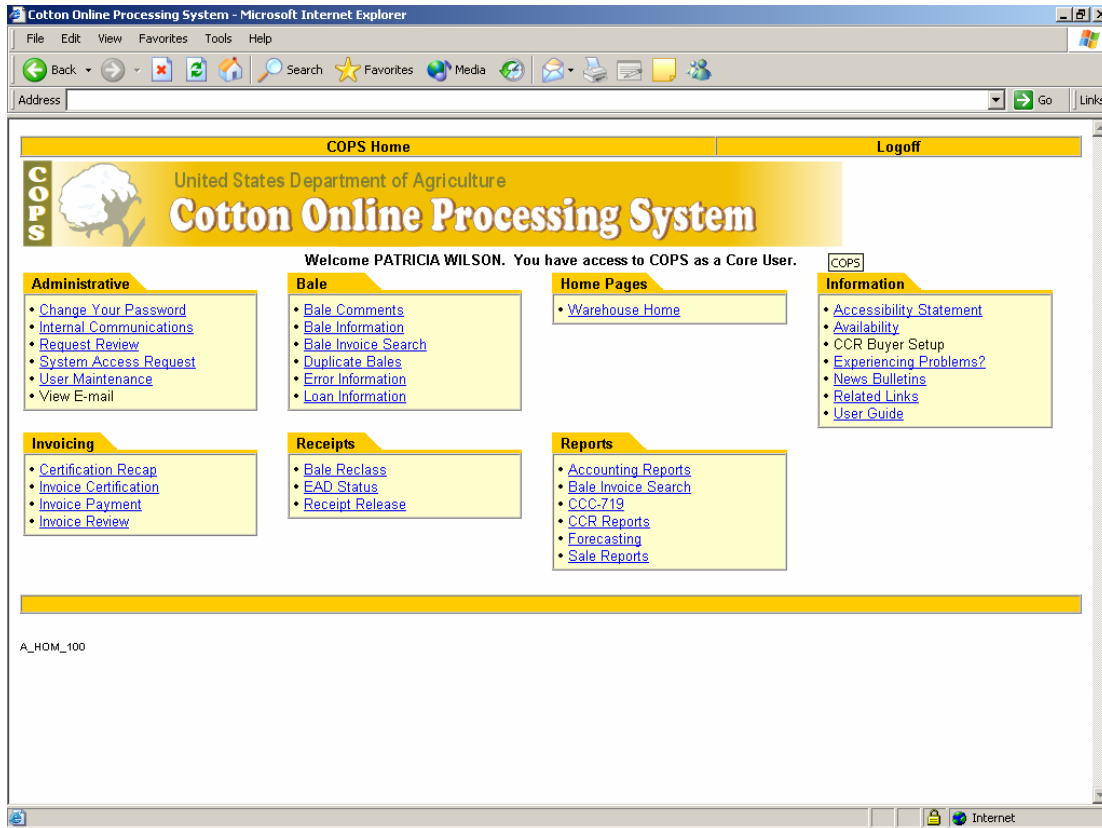 Cotton Online Processing System - Microsoft Internet Explorer
File Edit View Favorites Tools Help
Back Search Favorites Media
Address Go Links
COPS Home Logoff
COPS
United States Department of Agriculture
Cotton Online Processing System
Welcome PATRICIA WILSON. You have access to COPS as a Core User.
COPS
Administrative
• Change Your Password
• Internal Communications
• Request Review
• System Access Request
• User Maintenance
• View E-mail
Bale
• Bale Comments
• Bale Information
• Bale Invoice Search
• Duplicate Bales
• Error Information
• Loan Information
Home Pages
• Warehouse Home
Information
• Accessibility Statement
• Availability
• CCR Buyer Setup
• Experiencing Problems?
• News Bulletins
• Related Links
• User Guide
Invoicing
• Certification Recap
• Invoice Certification
• Invoice Payment
• Invoice Review
Receipts
• Bale Reclass
• EAD Status
• Receipt Release
Reports
• Accounting Reports
• Bale Invoice Search
• CCC-719
• CCR Reports
• Forecasting
• Sale Reports
A_HOM_100
Internet